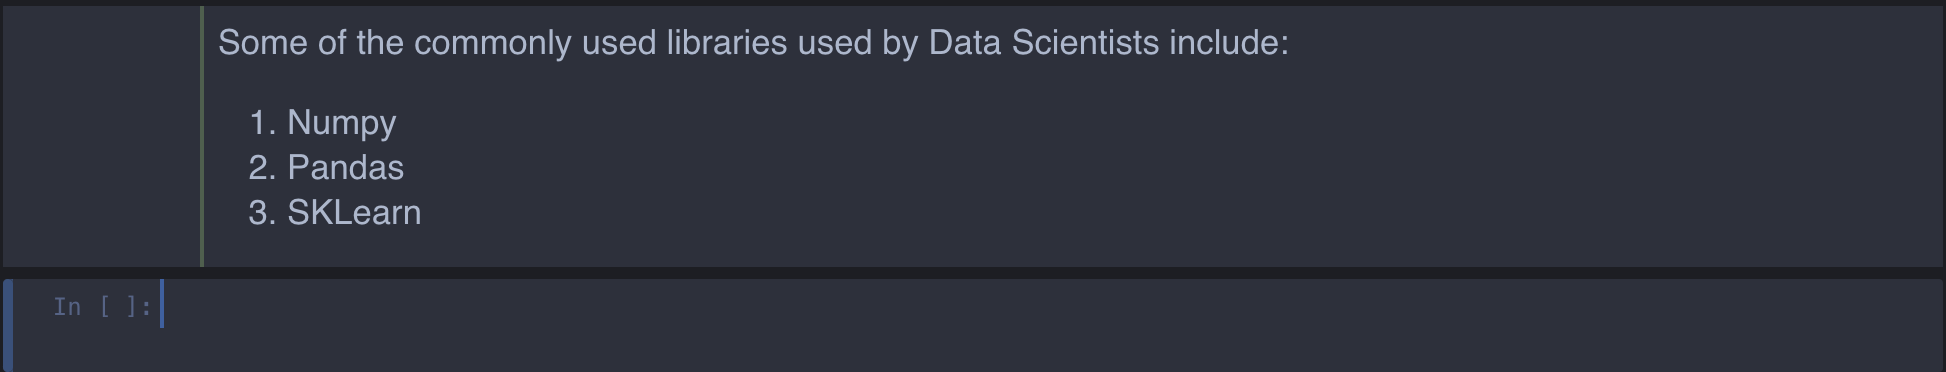 Some of the commonly used libraries used by Data Scientists include:
1. Numpy
2. Pandas
3. SKLearn
In [ ]: